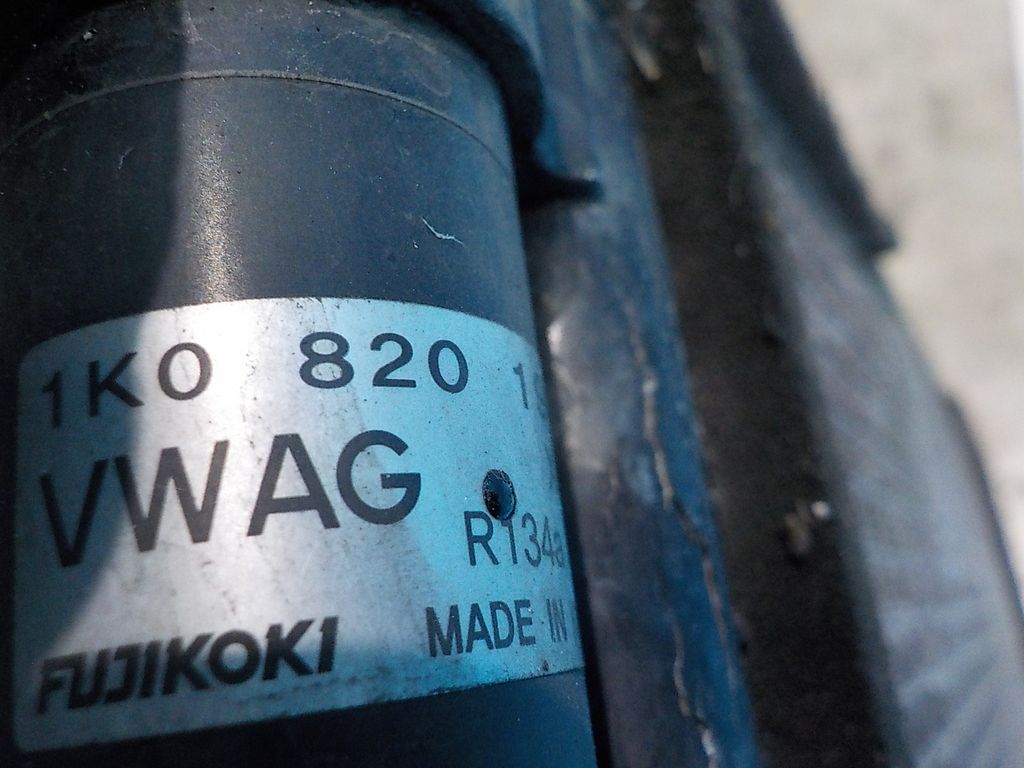 1K0 820
VWAG
R134a
MADE IN
FUJIKOKI